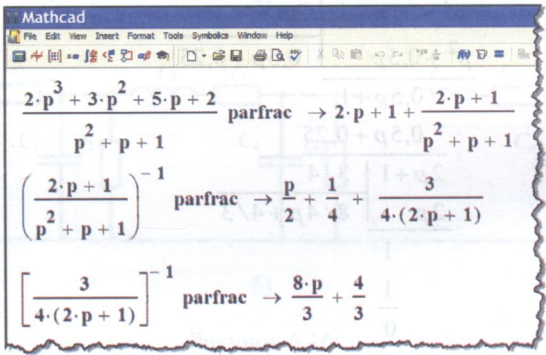 Mathcad
File Edit View Insert Format Tools Symbolics Window Help
(2·p^3 + 3·p^2 + 5·p + 2)/(p^2 + p + 1) parfrac → 2·p + 1 + (2·p + 1)/(p^2 + p + 1)
((2·p + 1)/(p^2 + p + 1))^-1 parfrac → p/2 + 1/4 + 3/(4·(2·p + 1))
[3/(4·(2·p + 1))]^-1 parfrac → 8·p/3 + 4/3